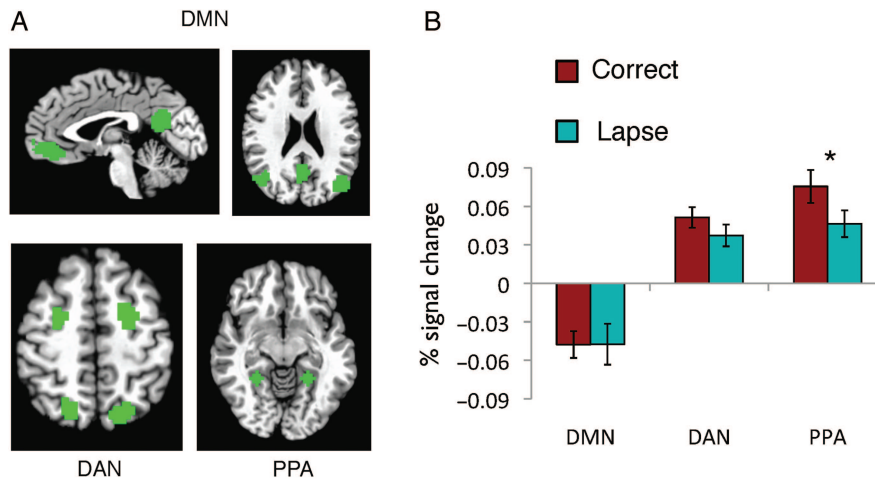 A
DMN
DAN
PPA
B
Correct
Lapse
% signal change
0.09
0.06
0.03
0
−0.03
−0.06
−0.09
*
DMN
DAN
PPA